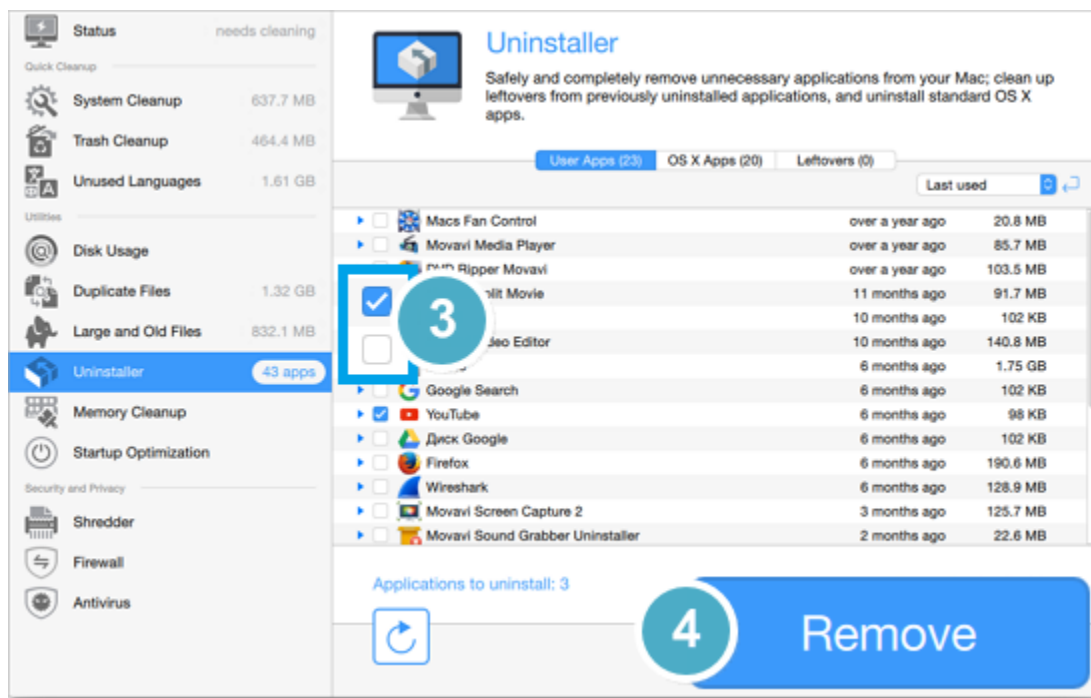 Status needs cleaning
Quick Cleanup
System Cleanup 637.7 MB
Trash Cleanup 464.4 MB
Unused Languages 1.61 GB
Utilities
Disk Usage
Duplicate Files 1.32 GB
Large and Old Files 832.1 MB
Uninstaller 43 apps
Memory Cleanup
Startup Optimization
Security and Privacy
Shredder
Firewall
Antivirus
Uninstaller
Safely and completely remove unnecessary applications from your Mac; clean up
leftovers from previously uninstalled applications, and uninstall standard OS X
apps.
User Apps (23) OS X Apps (20) Leftovers (0)
Last used
Macs Fan Control over a year ago 20.8 MB
Movavi Media Player over a year ago 85.7 MB
DVD Ripper Movavi over a year ago 103.5 MB
Movie 11 months ago 91.7 MB
10 months ago 102 KB
Editor 10 months ago 140.8 MB
6 months ago 1.75 GB
Google Search 6 months ago 102 KB
YouTube 6 months ago 98 KB
Диск Google 6 months ago 102 KB
Firefox 6 months ago 190.6 MB
Wireshark 6 months ago 128.9 MB
Movavi Screen Capture 2 3 months ago 125.7 MB
Movavi Sound Grabber Uninstaller 2 months ago 22.6 MB
3
Applications to uninstall: 3
4 Remove